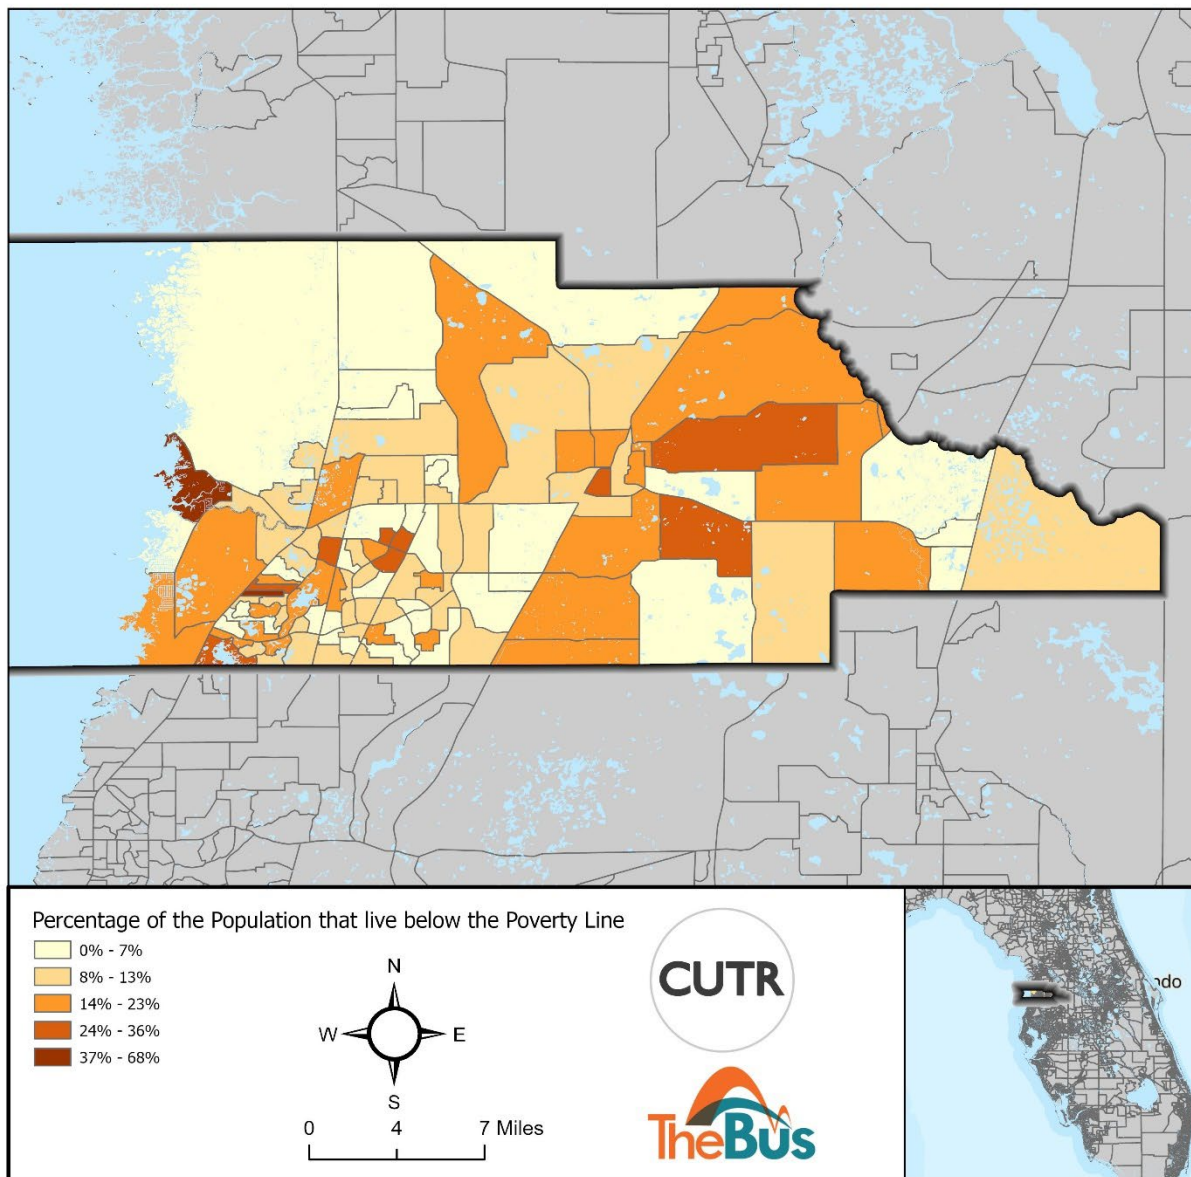 Percentage of the Population that live below the Poverty Line
0% - 7%
8% - 13%
14% - 23%
24% - 36%
37% - 68%
N
W E
S
0 4 7 Miles
CUTR
TheBus
ndo